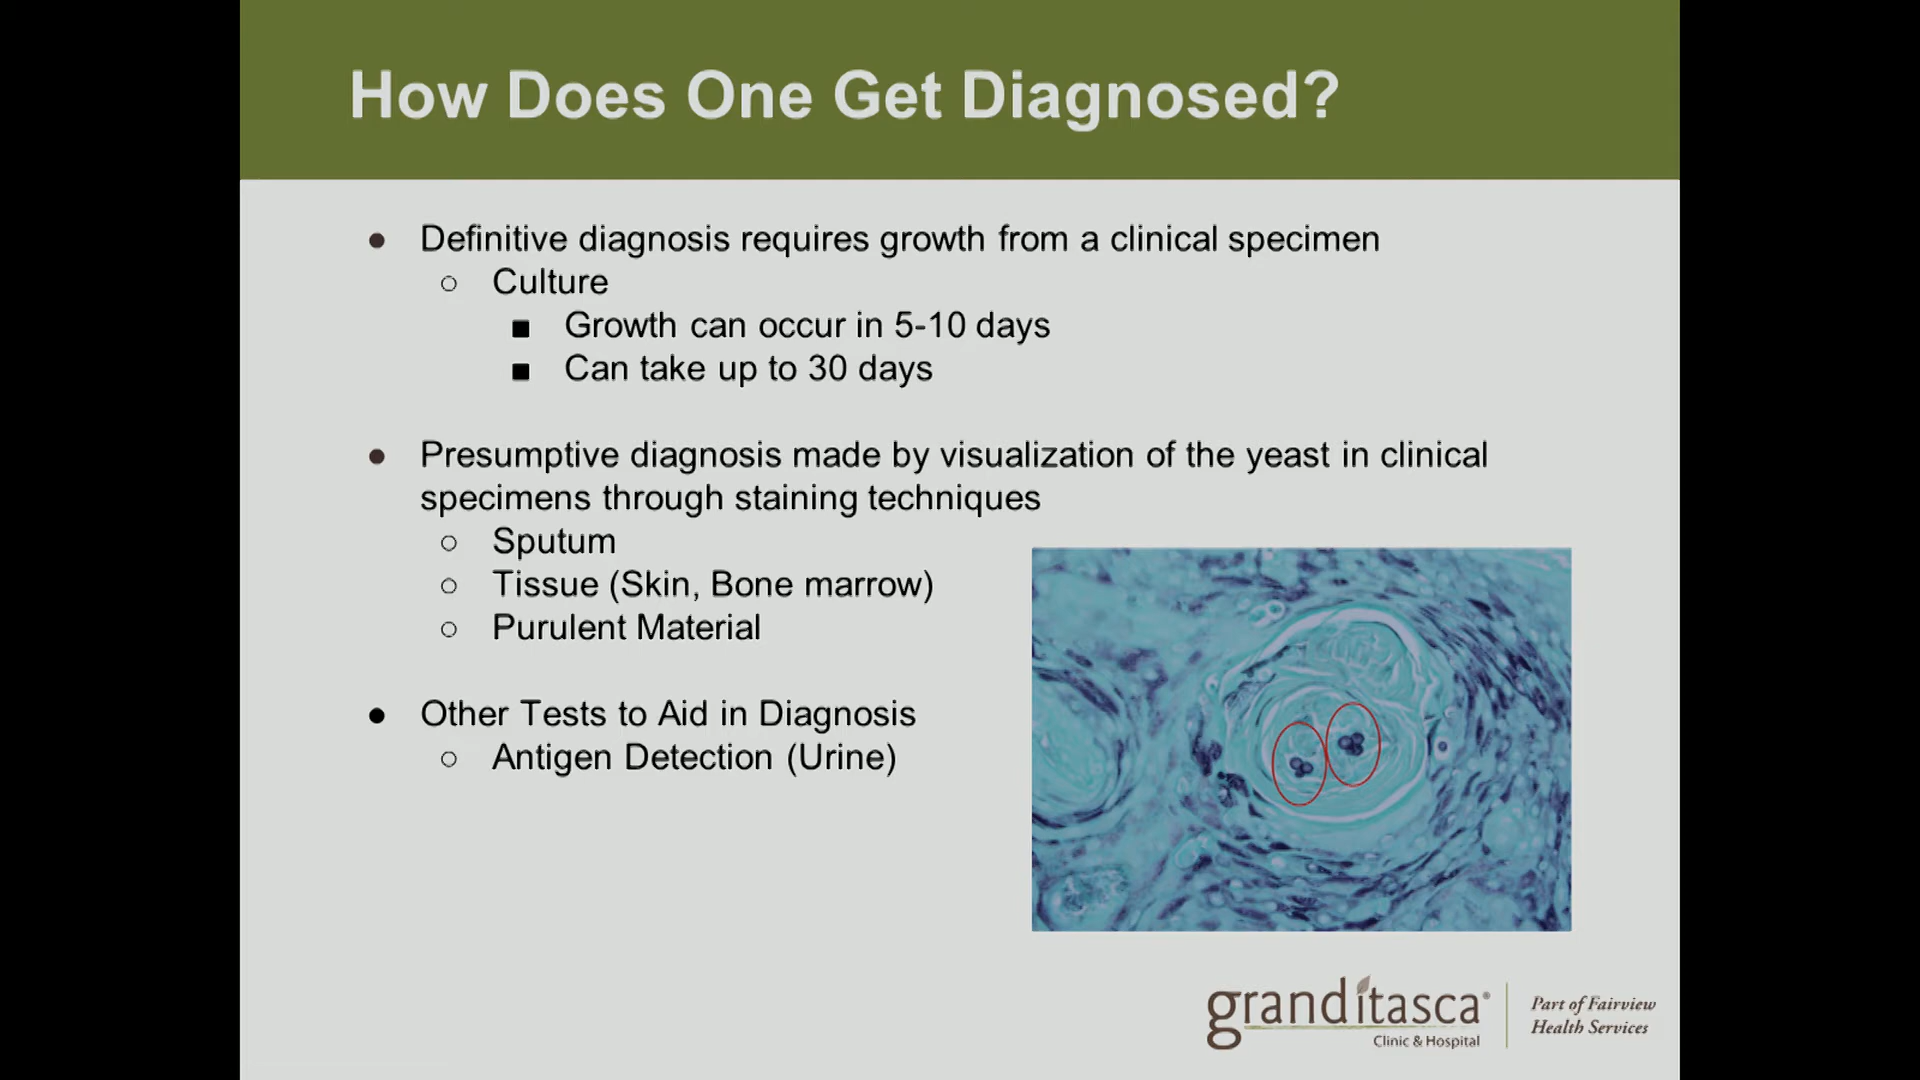 How Does One Get Diagnosed?
● Definitive diagnosis requires growth from a clinical specimen
○ Culture
■ Growth can occur in 5-10 days
■ Can take up to 30 days
● Presumptive diagnosis made by visualization of the yeast in clinical
specimens through staining techniques
○ Sputum
○ Tissue (Skin, Bone marrow)
○ Purulent Material
● Other Tests to Aid in Diagnosis
○ Antigen Detection (Urine)
granditasca®
Clinic & Hospital
Part of Fairview
Health Services